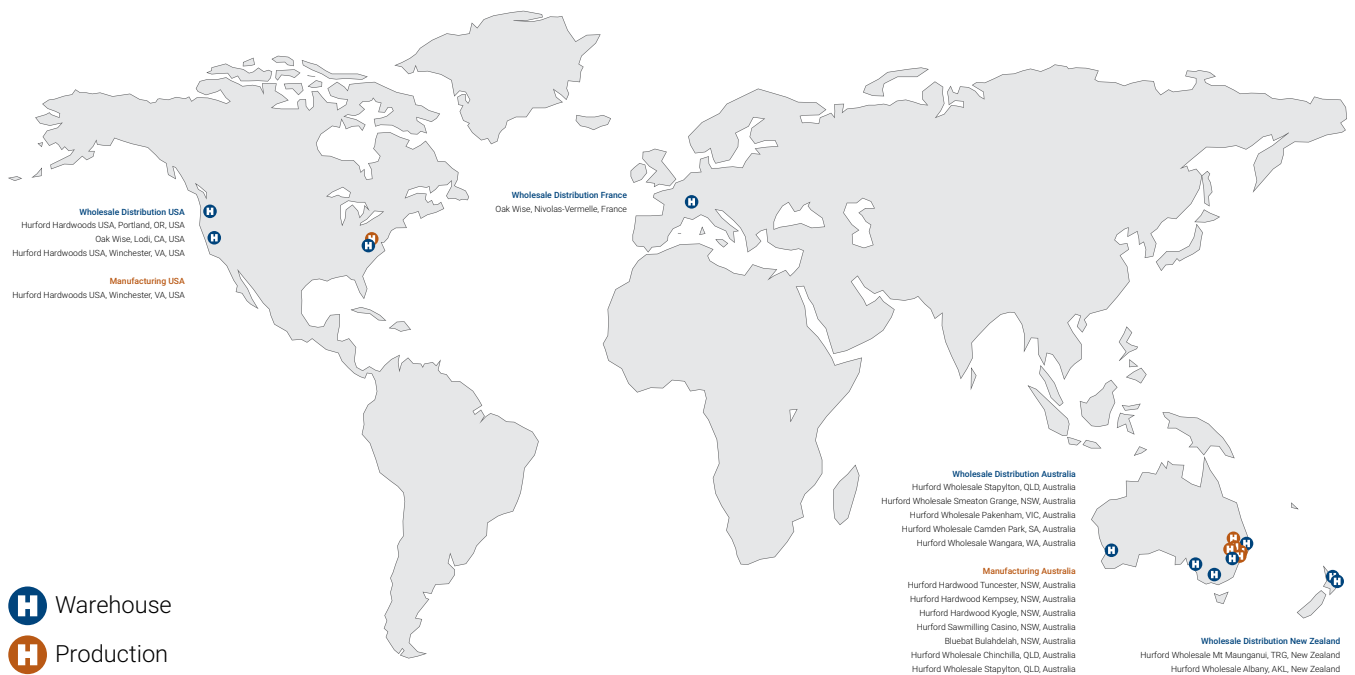 Wholesale Distribution USA
Hurford Hardwoods USA, Portland, OR, USA
Oak Wise, Lodi, CA, USA
Hurford Hardwoods USA, Winchester, VA, USA
Manufacturing USA
Hurford Hardwoods USA, Winchester, VA, USA
Wholesale Distribution France
Oak Wise, Nivolas-Vermelle, France
Wholesale Distribution Australia
Hurford Wholesale Stapylton, QLD, Australia
Hurford Wholesale Smeaton Grange, NSW, Australia
Hurford Wholesale Pakenham, VIC, Australia
Hurford Wholesale Camden Park, SA, Australia
Hurford Wholesale Wangara, WA, Australia
Manufacturing Australia
Hurford Hardwood Tuncester, NSW, Australia
Hurford Hardwood Kempsey, NSW, Australia
Hurford Hardwood Kyogle, NSW, Australia
Hurford Sawmilling Casino, NSW, Australia
Bluebat Bulahdelah, NSW, Australia
Hurford Wholesale Chinchilla, QLD, Australia
Hurford Wholesale Stapylton, QLD, Australia
Wholesale Distribution New Zealand
Hurford Wholesale Mt Maunganui, TRG, New Zealand
Hurford Wholesale Albany, AKL, New Zealand
H Warehouse
H Production